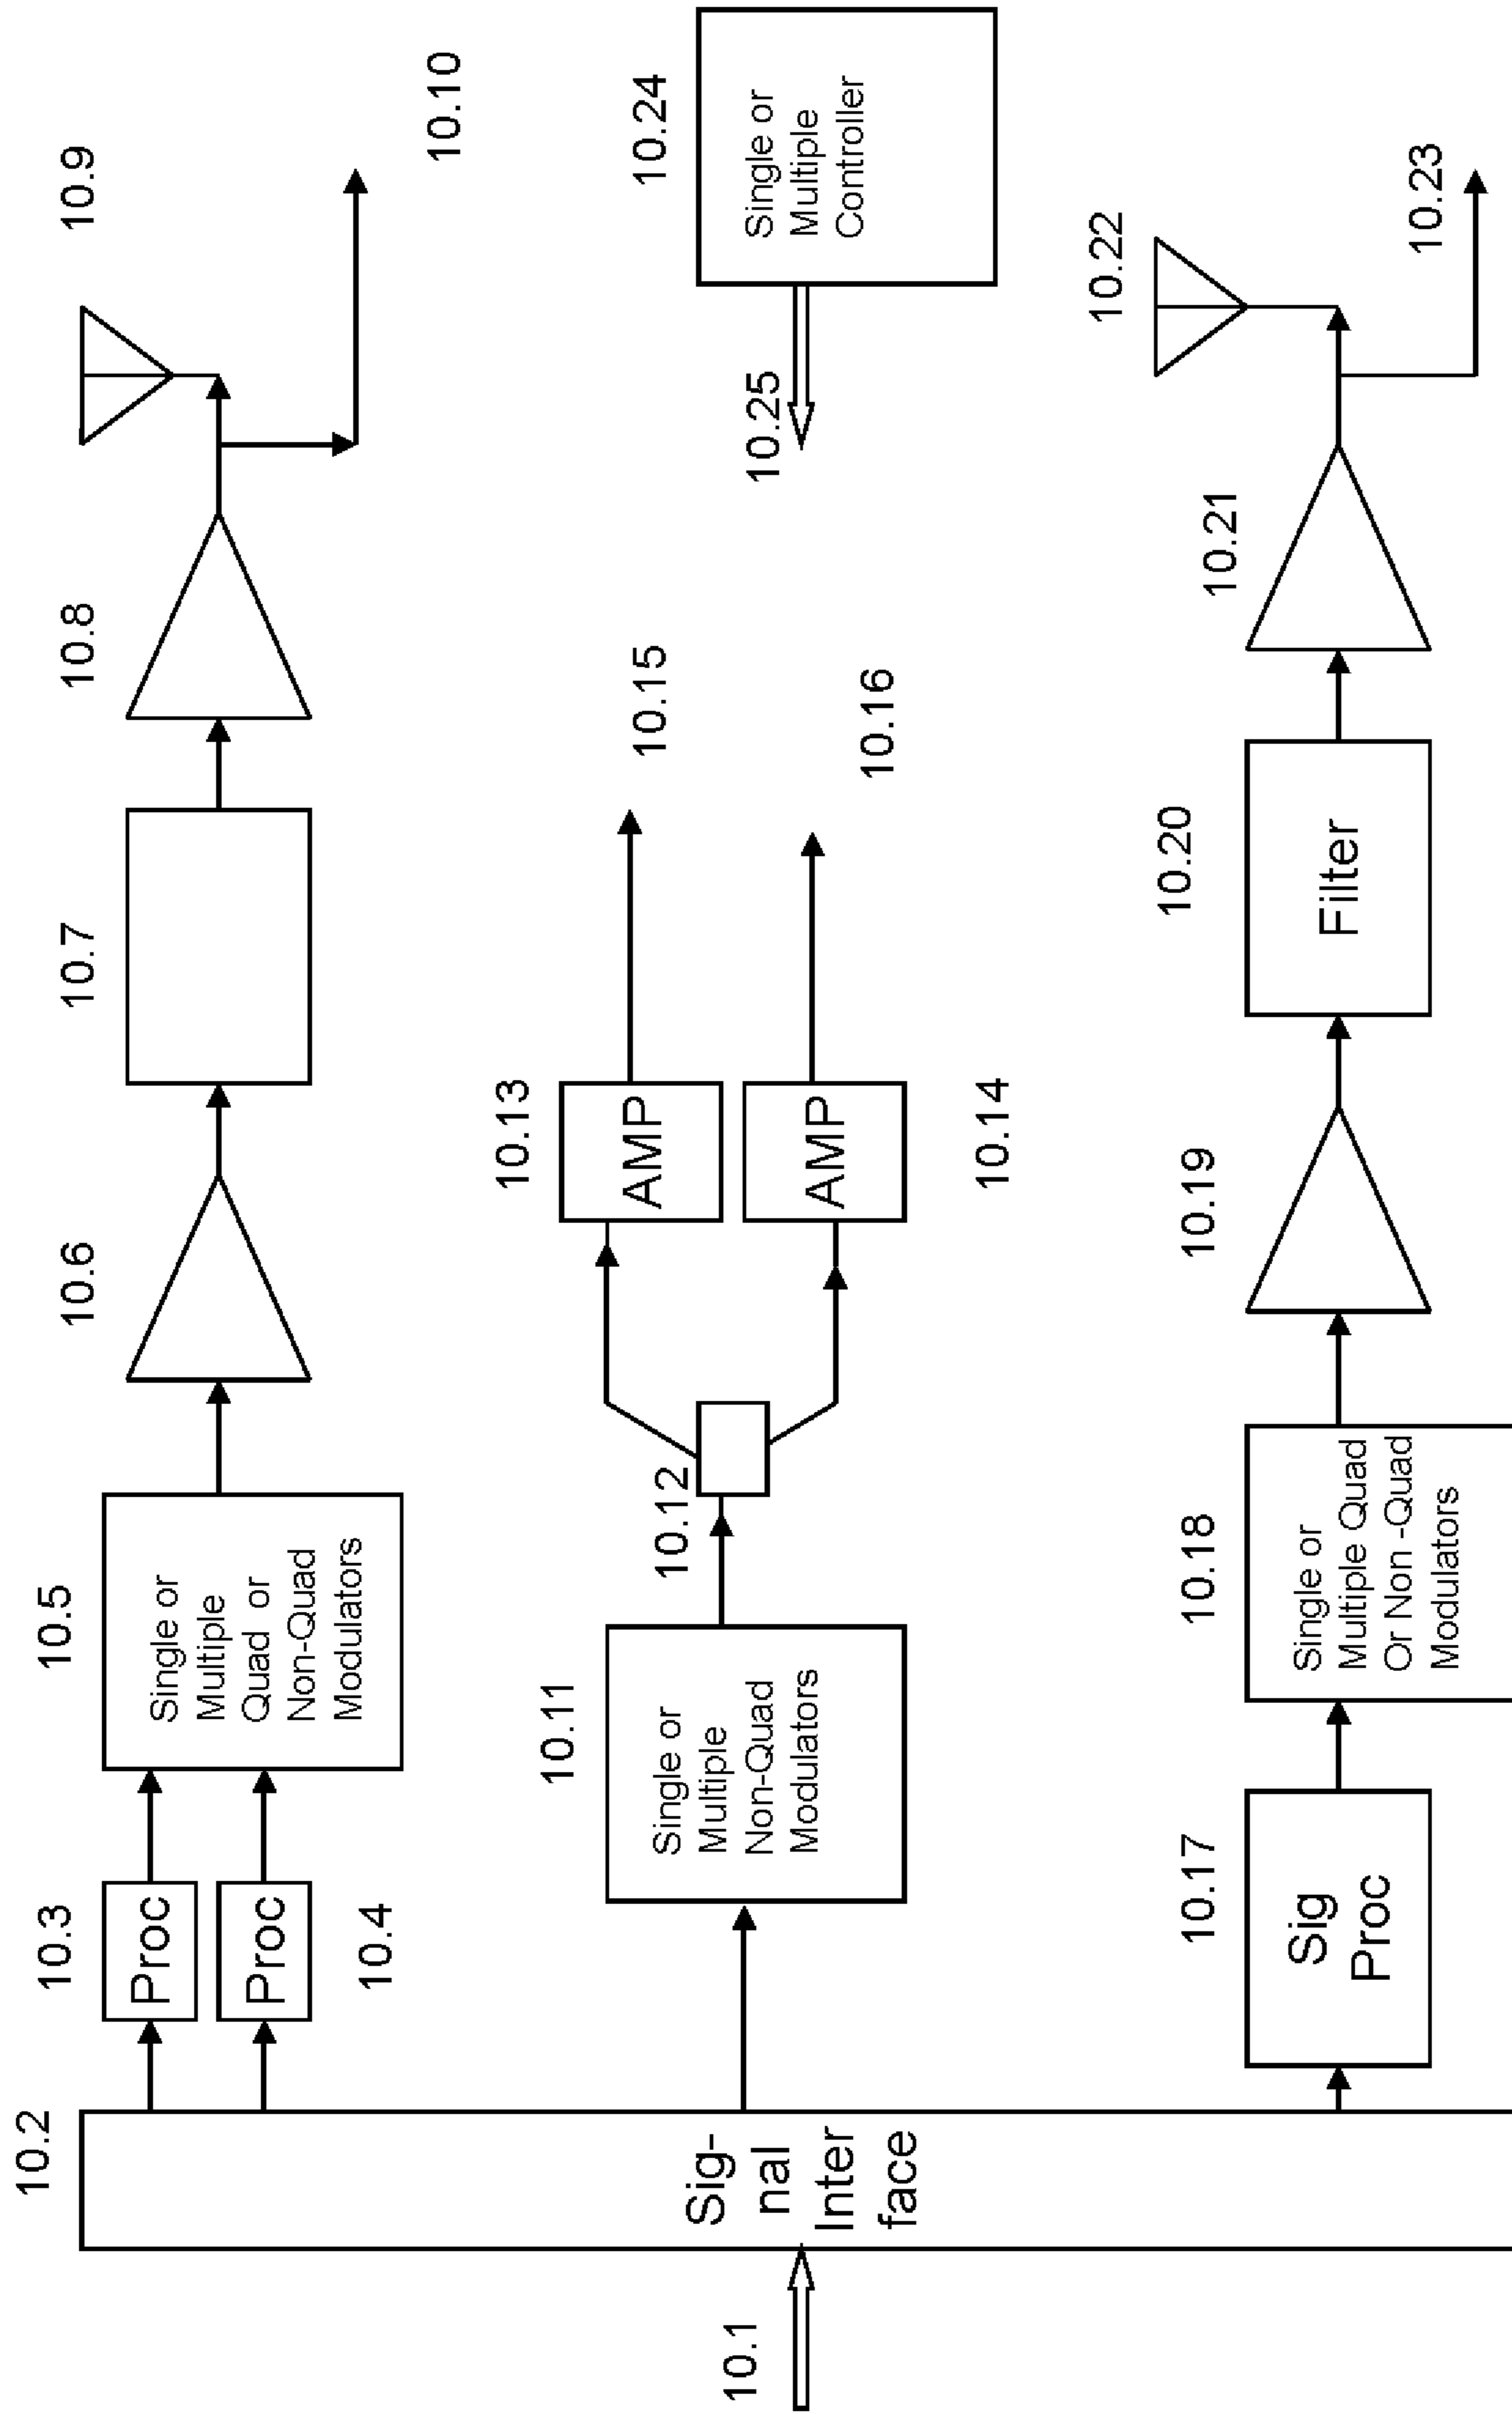 10.1
10.2
Sig-
nal
Inter
face
10.3
Proc
Proc
10.4
10.5
Single or
Multiple
Quad or
Non-Quad
Modulators
10.6
10.7
10.8
10.9
10.10
10.11
Single or
Multiple
Non-Quad
Modulators
10.12
10.13
AMP
AMP
10.14
10.15
10.16
10.17
Sig
Proc
10.18
Single or
Multiple Quad
Or Non -Quad
Modulators
10.19
10.20
Filter
10.21
10.22
10.23
10.24
Single or
Multiple
Controller
10.25